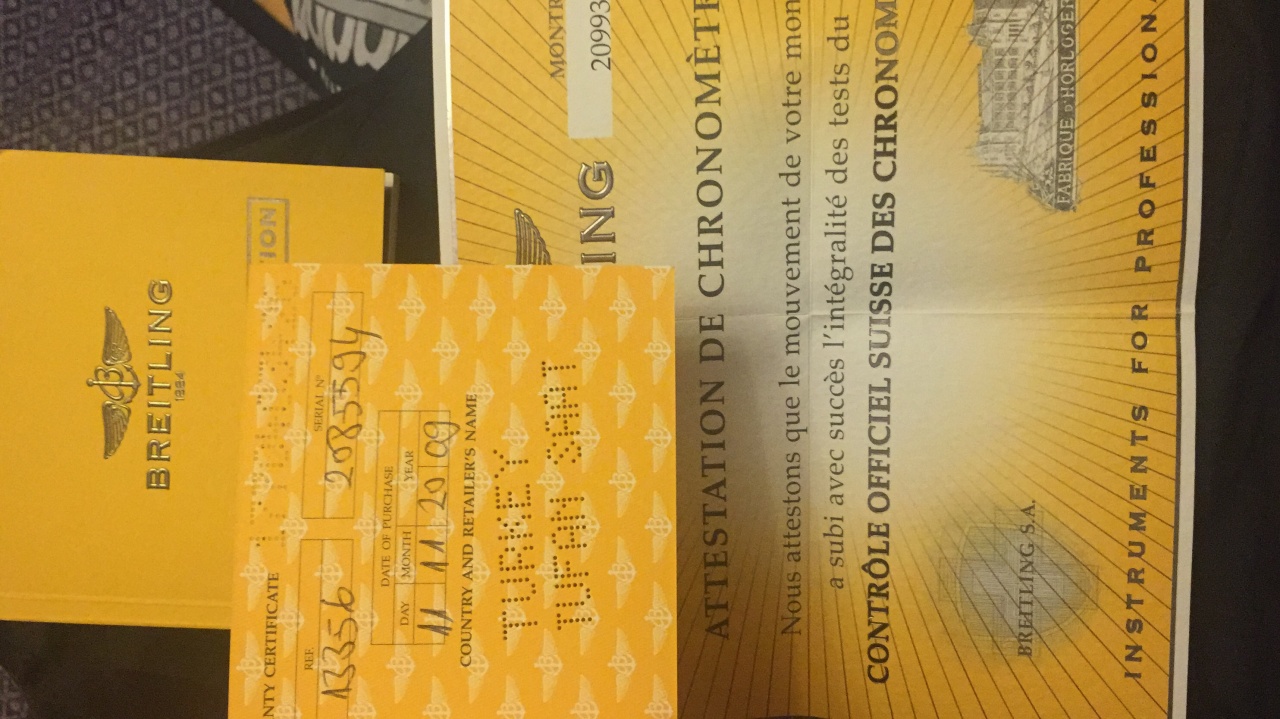 BREITLING
1884
ION
NTY CERTIFICATE
REF.
A13356
SERIAL N°
2085594
DATE OF PURCHASE
DAY MONTH YEAR
11 11 2009
COUNTRY AND RETAILER'S NAME
TURKEY
TUFAN SAAT
MONTR
20993
ING
ATTESTATION DE CHRONOMÈTR
Nous attestons que le mouvement de votre mon
a subi avec succès l'intégralité des tests du
CONTRÔLE OFFICIEL SUISSE DES CHRONOM
BREITLING S.A.
FABRIQUE D'HORLOGER
INSTRUMENTS FOR PROFESSIONA